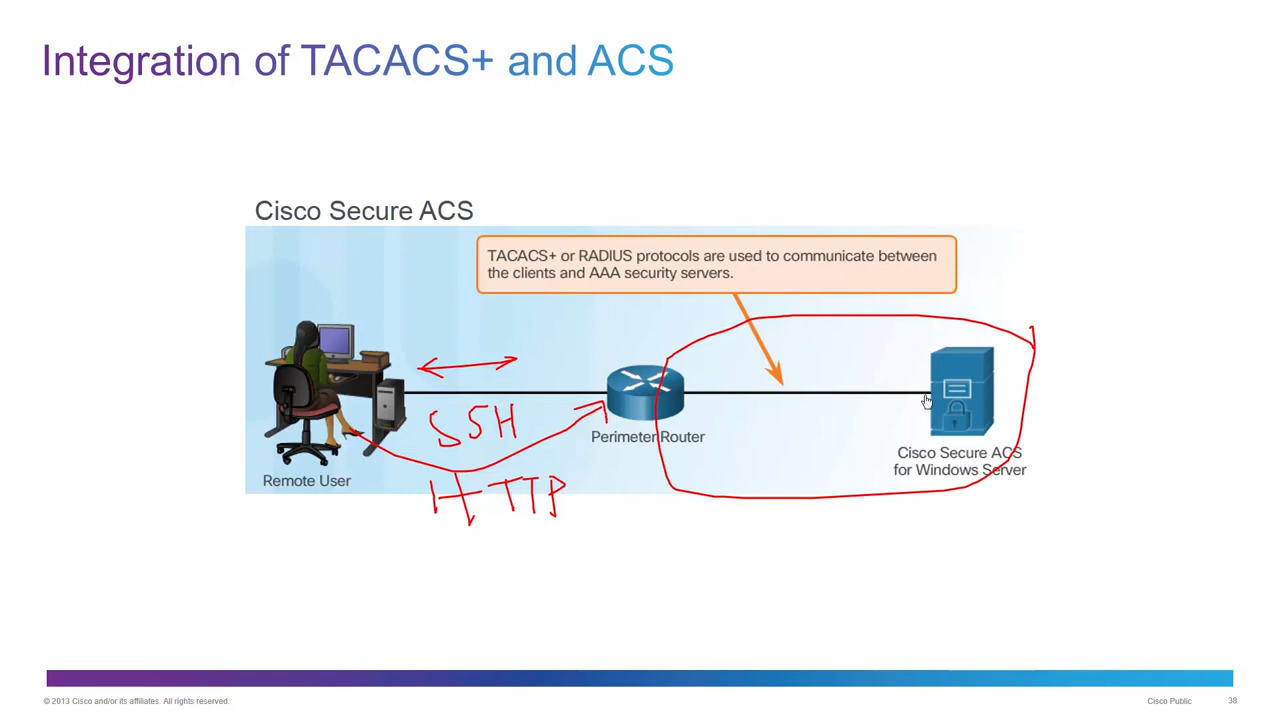 Integration of TACACS+ and ACS
Cisco Secure ACS
TACACS+ or RADIUS protocols are used to communicate between
the clients and AAA security servers.
SSH
Perimeter Router
Cisco Secure ACS
for Windows Server
Remote User
HTTP
© 2013 Cisco and/or its affiliates. All rights reserved.
Cisco Public
38